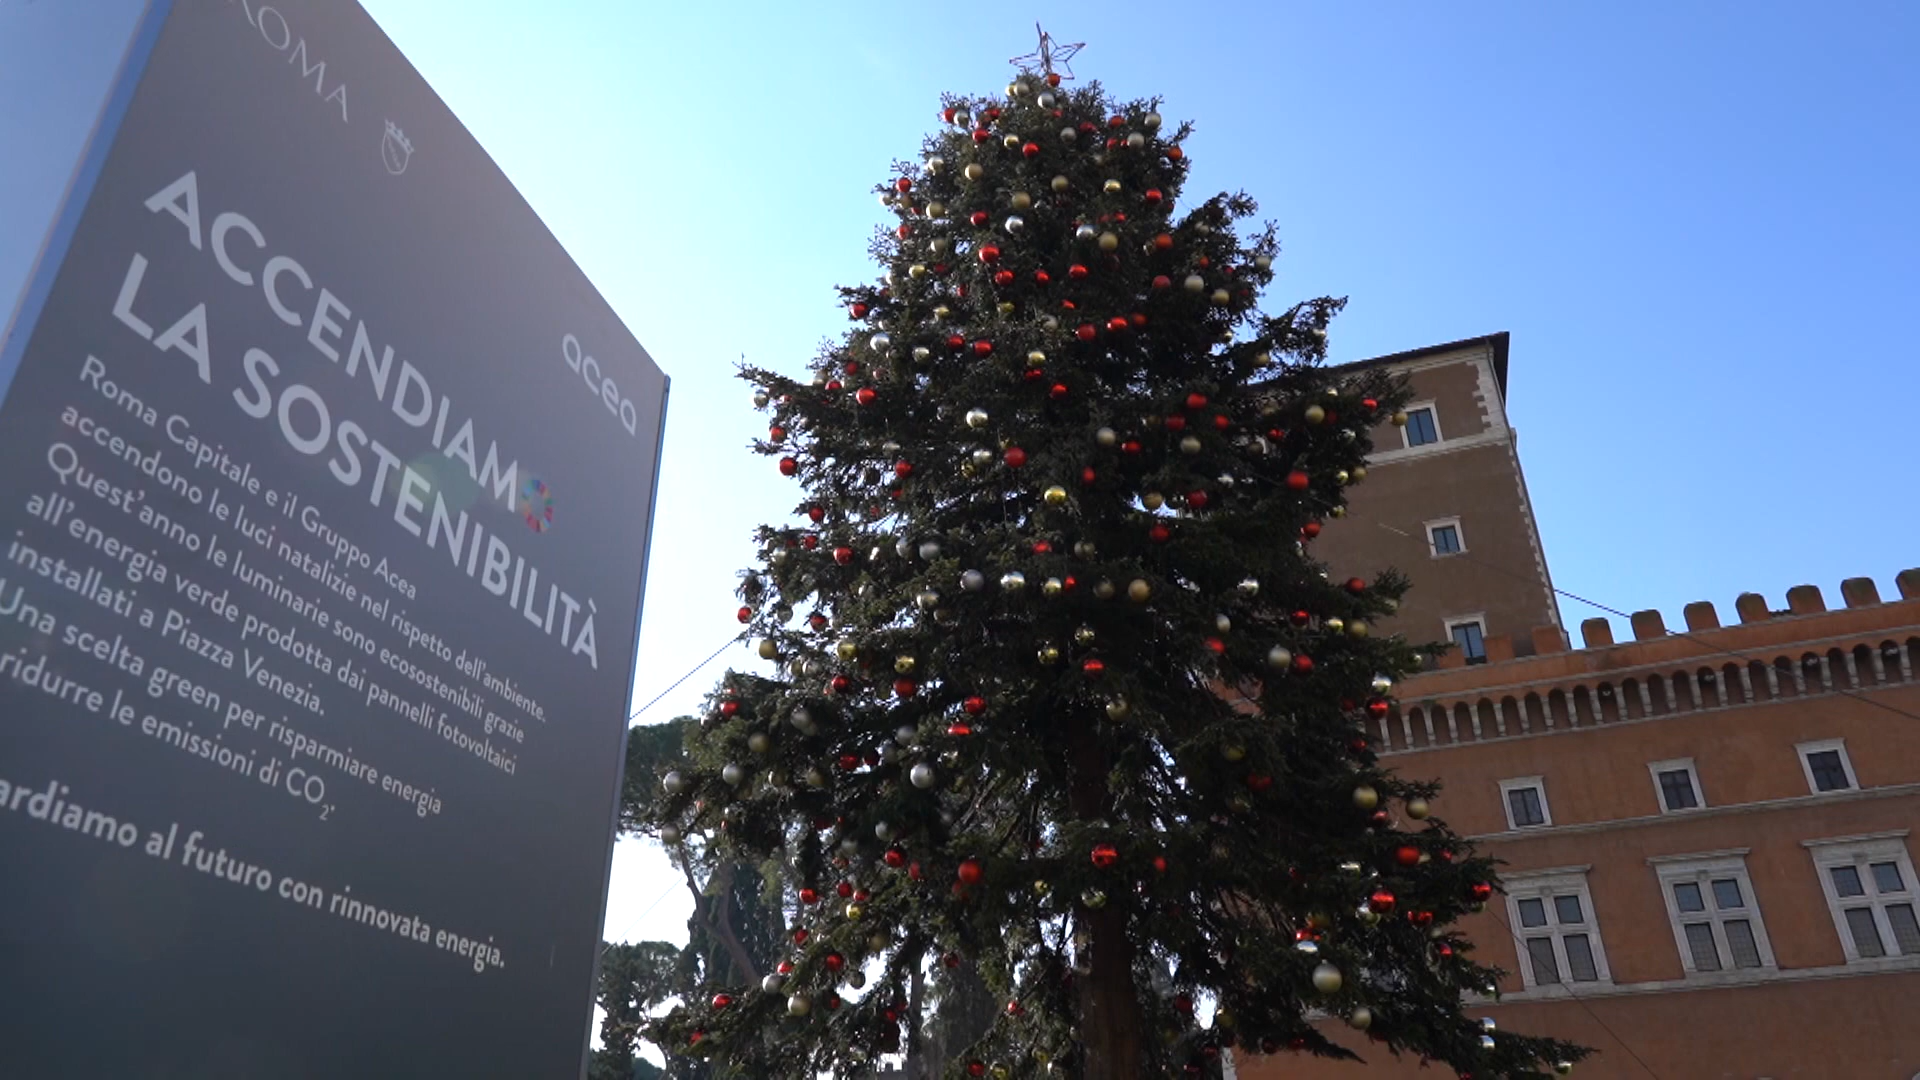 ROMA
acea
ACCENDIAMO
LA SOSTENIBILITÀ
Roma Capitale e il Gruppo Acea
accendono le luci natalizie nel rispetto dell'ambiente.
Quest'anno le luminarie sono ecosostenibili grazie
all'energia verde prodotta dai pannelli fotovoltaici
installati a Piazza Venezia.
Una scelta green per risparmiare energia
ridurre le emissioni di CO₂.
ardiamo al futuro con rinnovata energia.